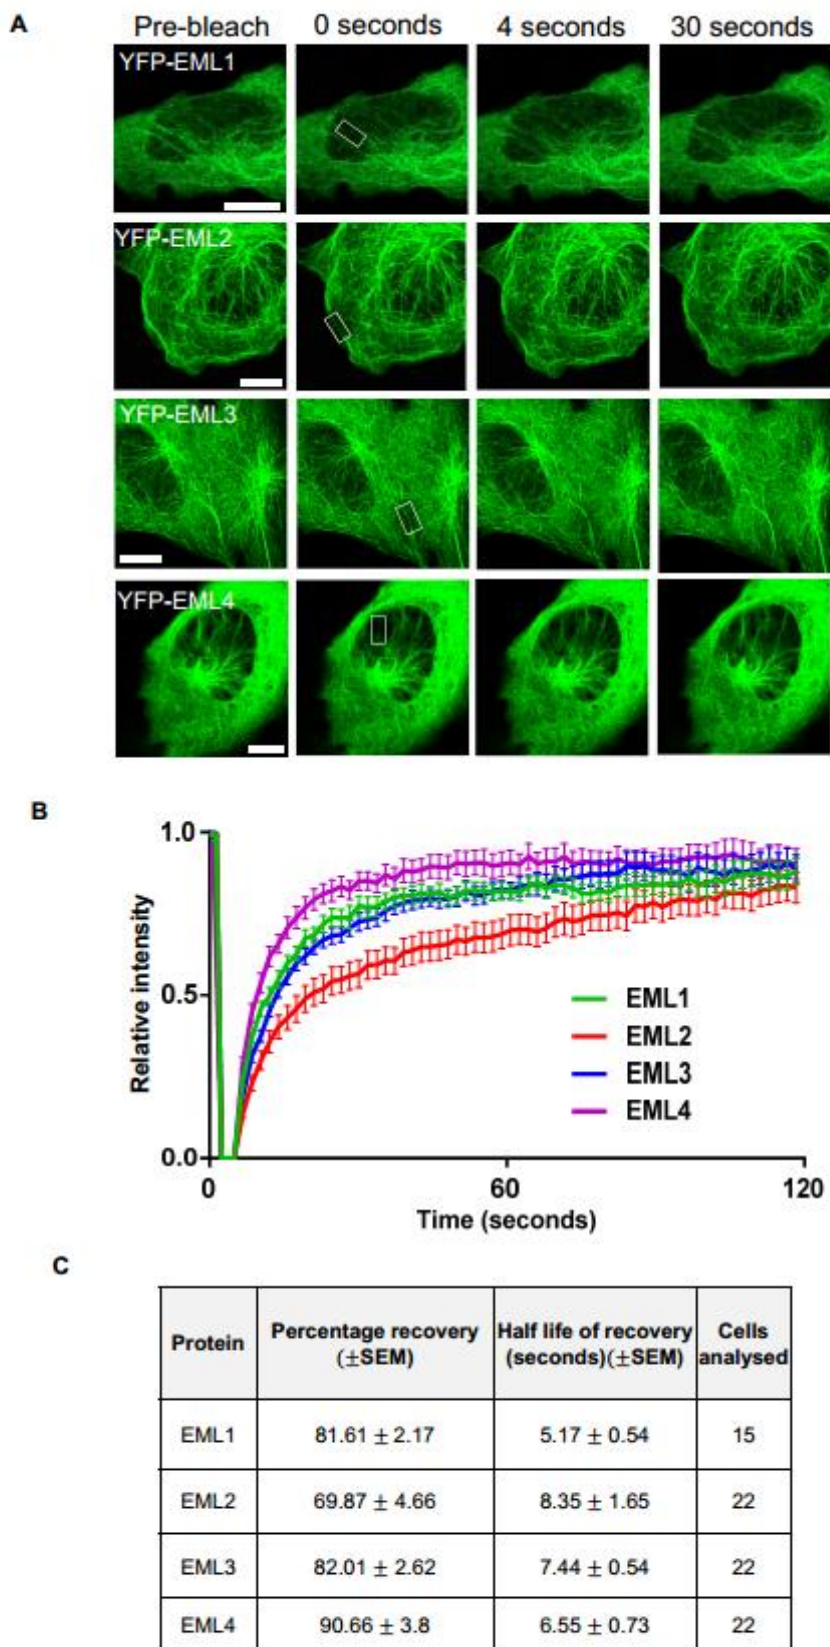 A
Pre-bleach 0 seconds 4 seconds 30 seconds
YFP-EML1
YFP-EML2
YFP-EML3
YFP-EML4
B
1.0
0.5
0.0
Relative intensity
EML1
EML2
EML3
EML4
0 60 120
Time (seconds)
C
Protein Percentage recovery (±SEM) Half life of recovery (seconds)(±SEM) Cells analysed
EML1 81.61 ± 2.17 5.17 ± 0.54 15
EML2 69.87 ± 4.66 8.35 ± 1.65 22
EML3 82.01 ± 2.62 7.44 ± 0.54 22
EML4 90.66 ± 3.8 6.55 ± 0.73 22